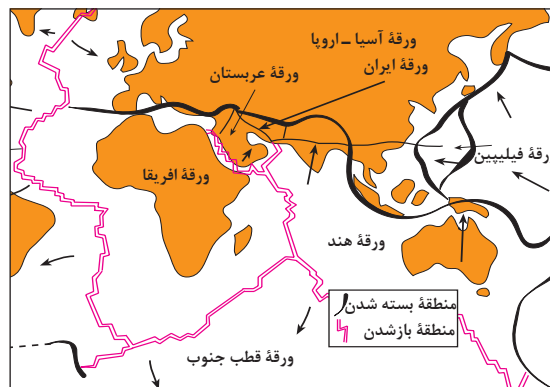 ورقهٔ آسیا ـ اروپا
ورقهٔ ایران
ورقهٔ عربستان
رقهٔ فیلیپین
ورقهٔ افریقا
ورقهٔ هند
منطقهٔ بسته شدن
منطقهٔ بازشدن
ورقهٔ قطب جنوب